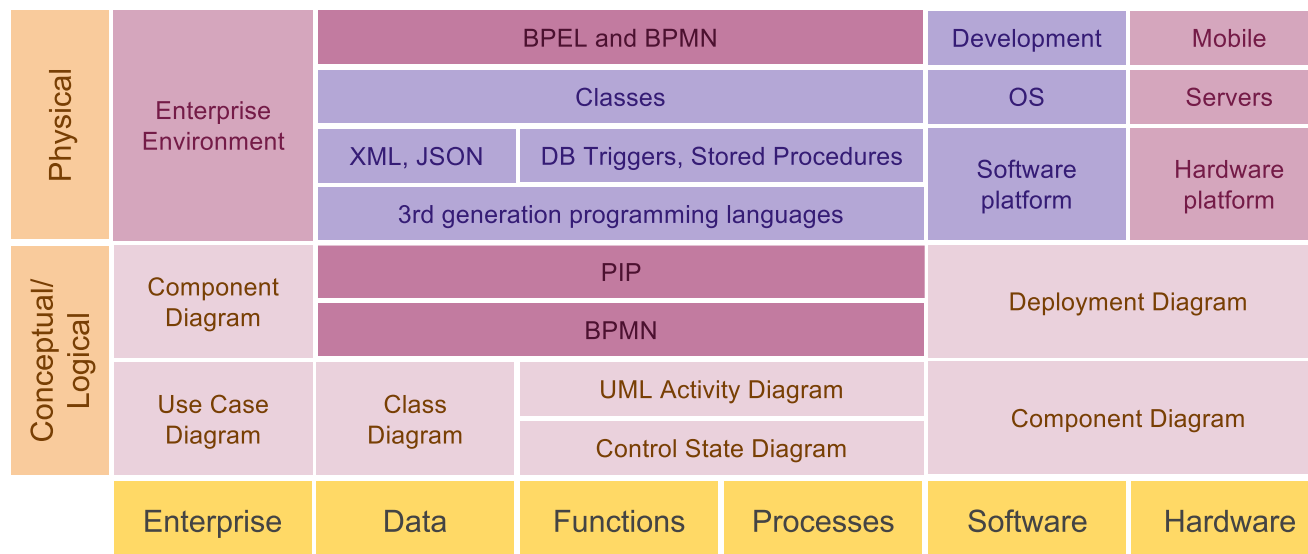 Physical
Enterprise
Environment
BPEL and BPMN
Development
Mobile
Classes
OS
Servers
XML, JSON
DB Triggers, Stored Procedures
Software
platform
Hardware
platform
3rd generation programming languages
Conceptual/
Logical
Component
Diagram
PIP
Deployment Diagram
BPMN
Use Case
Diagram
Class
Diagram
UML Activity Diagram
Component Diagram
Control State Diagram
Enterprise
Data
Functions
Processes
Software
Hardware